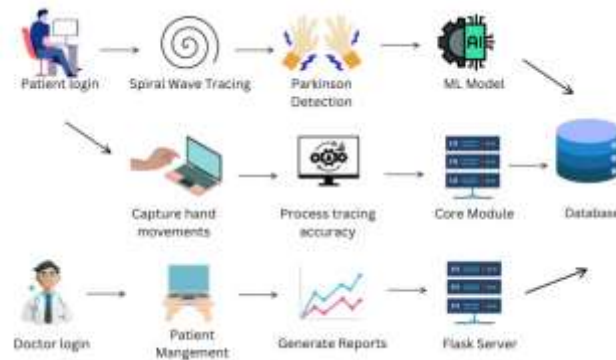 Patient login
Spiral Wave Tracing
Parkinson
Detection
ML Model
AI
Capture hand
movements
Process tracing
accuracy
Core Module
Database
Doctor login
Patient
Mangement
Generate Reports
Flask Server